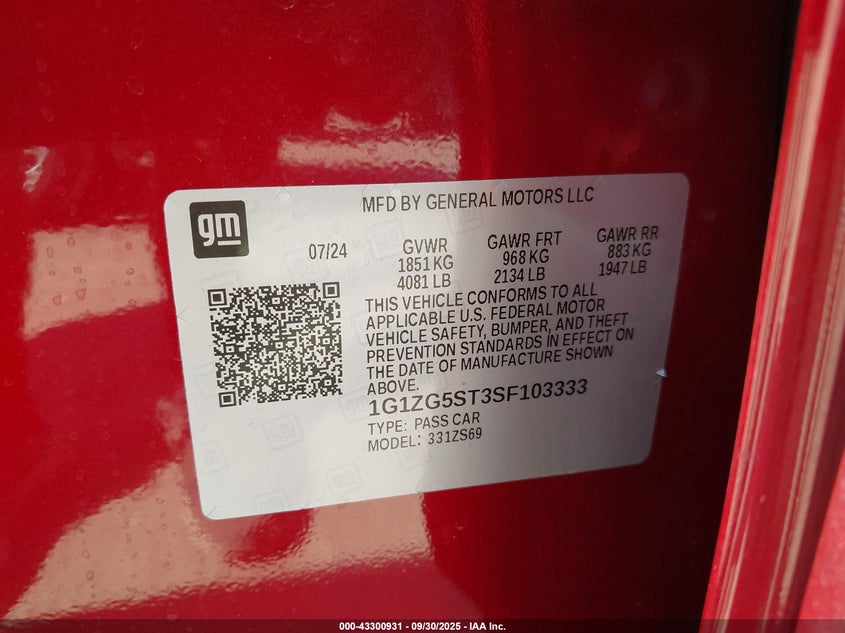 gm
MFD BY GENERAL MOTORS LLC
07/24
GVWR
1851 KG
4081 LB
GAWR FRT
968 KG
2134 LB
GAWR RR
883 KG
1947 LB
THIS VEHICLE CONFORMS TO ALL
APPLICABLE U.S. FEDERAL MOTOR
VEHICLE SAFETY, BUMPER, AND THEFT
PREVENTION STANDARDS IN EFFECT ON
THE DATE OF MANUFACTURE SHOWN
ABOVE.
1G1ZG5ST3SF103333
TYPE: PASS CAR
MODEL: 331ZS69
000-43300931 - 09/30/2025 - IAA Inc.